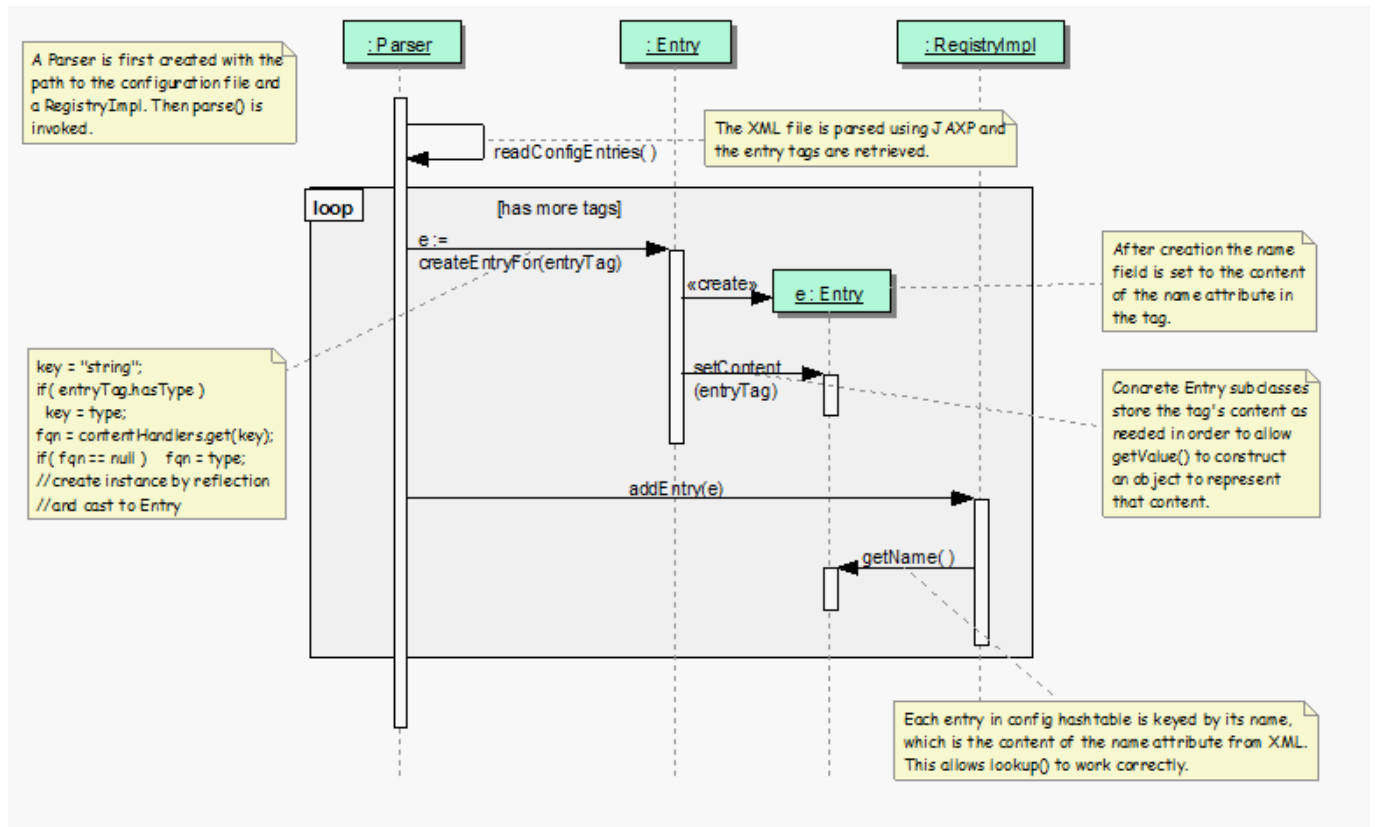 : Parser
: Entry
: RegistryImpl
A Parser is first created with the
path to the configuration file and
a RegistryImpl. Then parse() is
invoked.
The XML file is parsed using JAXP and
the entry tags are retrieved.
readConfigEntries( )
loop
[has more tags]
e :=
createEntryFor(entryTag)
After creation the name
field is set to the content
of the name attribute in
the tag.
«create»
e : Entry
key = "string";
if( entryTag.hasType )
key = type;
fqn = contentHandlers.get(key);
if( fqn == null ) fqn = type;
//create instance by reflection
//and cast to Entry
setContent
(entryTag)
Concrete Entry subclasses
store the tag's content as
needed in order to allow
getValue() to construct
an object to represent
that content.
addEntry(e)
getName( )
Each entry in config hashtable is keyed by its name,
which is the content of the name attribute from XML.
This allows lookup() to work correctly.